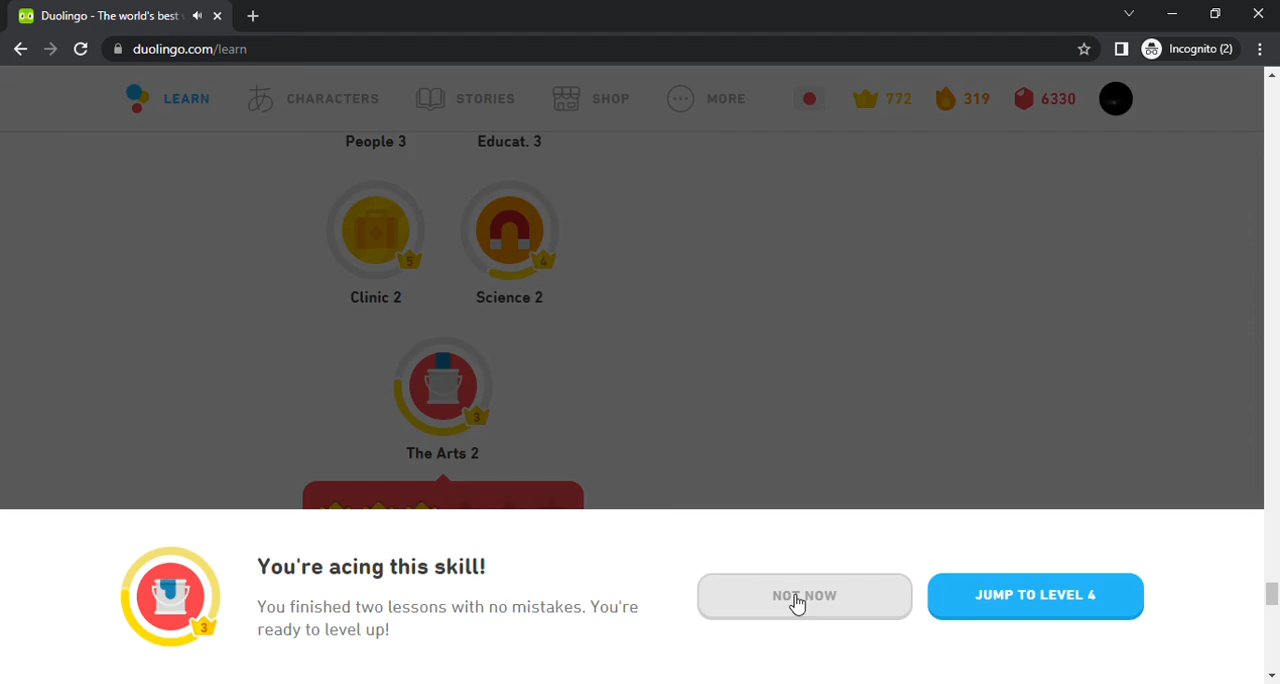 Duolingo - The world's best
duolingo.com/learn
Incognito (2)
LEARN
あ CHARACTERS
STORIES
SHOP
MORE
772
319
6330
People 3
Educat. 3
5
4
Clinic 2
Science 2
3
The Arts 2
You're acing this skill!
You finished two lessons with no mistakes. You're
ready to level up!
3
NOT NOW
JUMP TO LEVEL 4